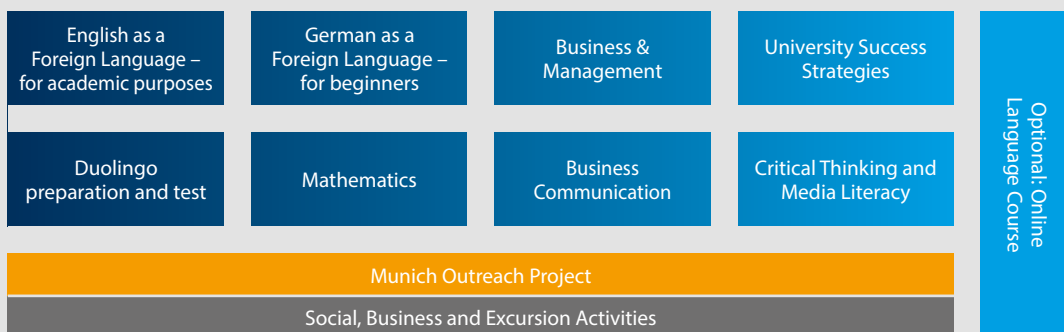 English as a
Foreign Language –
for academic purposes
German as a
Foreign Language –
for beginners
Business &
Management
University Success
Strategies
Duolingo
preparation and test
Mathematics
Business
Communication
Critical Thinking and
Media Literacy
Optional: Online
Language Course
Munich Outreach Project
Social, Business and Excursion Activities